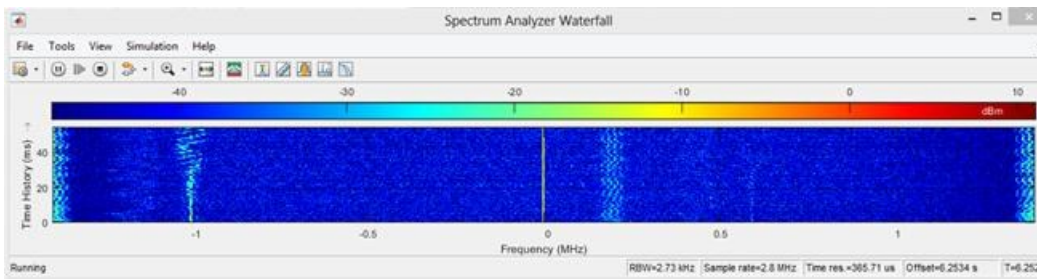 Spectrum Analyzer Waterfall
File Tools View Simulation Help
-40 -30 -20 -10 0 10
dBm
Time History (ms) →
40
20
0
-1 -0.5 0 0.5 1
Frequency (MHz)
Running RBW=2.73 kHz Sample rate=2.8 MHz Time res.=365.71 us Offset=6.2534 s T=6.252